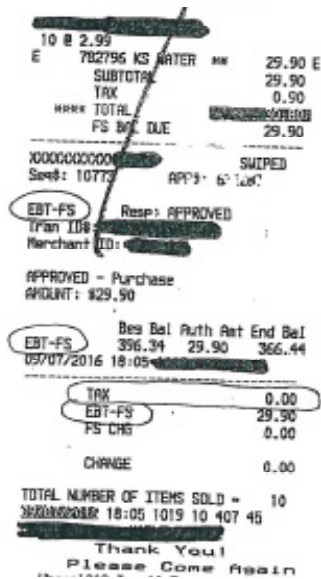 10 @ 2.99
E 782796 KS WATER ** 29.90 E
SUBTOTAL 29.90
TAX 0.90
**** TOTAL
FS BAL DUE 29.90
XXXXXXXXXXX SWIPED
Seq#: 10773 APP#:
EBT-FS Resp: APPROVED
Tran ID#:
Merchant ID:
APPROVED - Purchase
AMOUNT: $29.90
Beg Bal Auth Amt End Bal
EBT-FS 396.34 29.90 366.44
09/07/2016 18:05
TAX 0.00
EBT-FS 29.90
FS CHG 0.00
CHANGE 0.00
TOTAL NUMBER OF ITEMS SOLD = 10
18:05 1019 10 407 45
Thank You!
Please Come Again